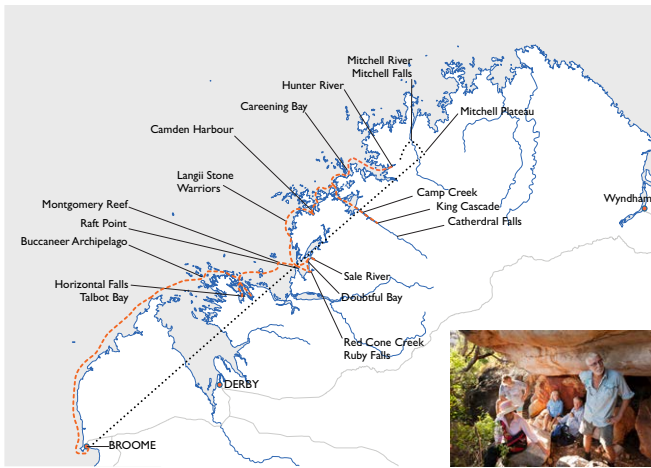 Mitchell River
Mitchell Falls
Hunter River
Careening Bay
Mitchell Plateau
Camden Harbour
Langii Stone
Warriors
Camp Creek
King Cascade
Catherdral Falls
Wyndham
Montgomery Reef
Raft Point
Buccaneer Archipelago
Horizontal Falls
Talbot Bay
Sale River
Doubtful Bay
Red Cone Creek
Ruby Falls
DERBY
BROOME